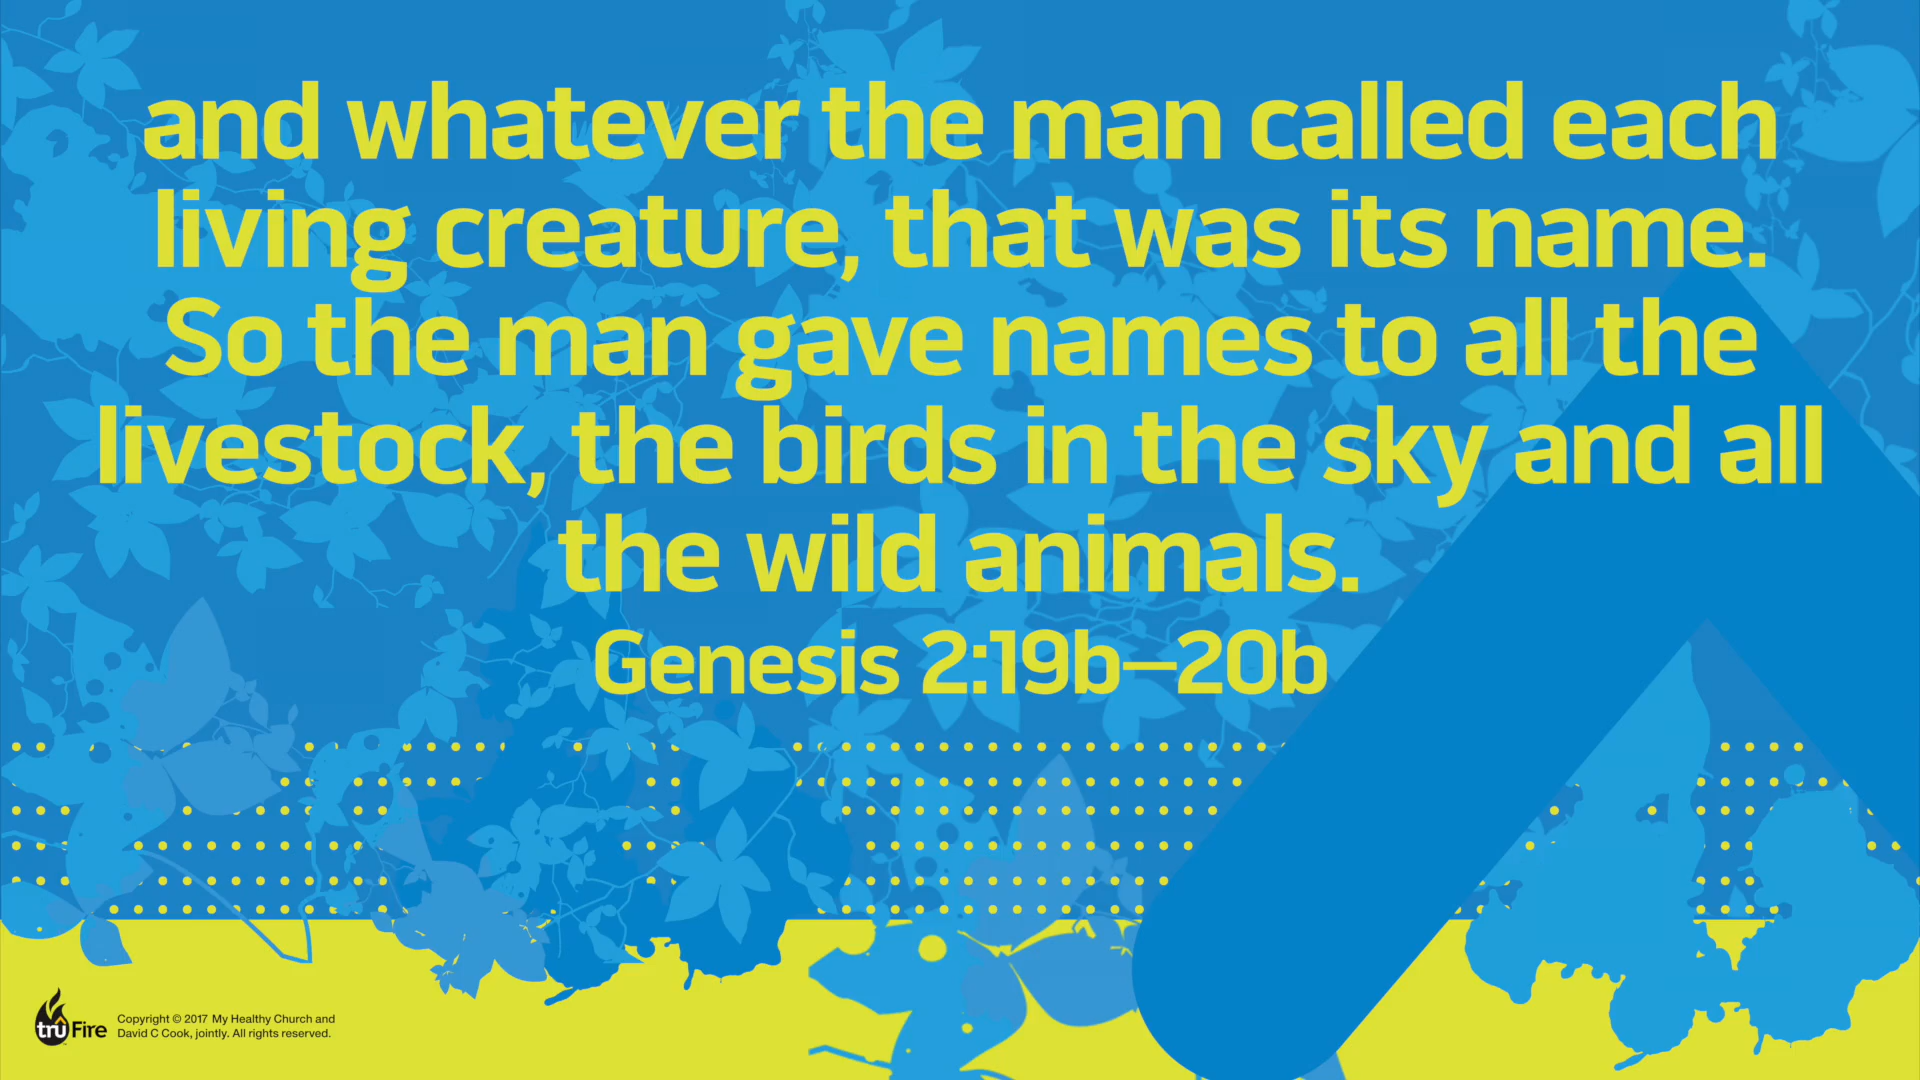 and whatever the man called each
living creature, that was its name.
So the man gave names to all the
livestock, the birds in the sky and all
the wild animals.
Genesis 2:19b—20b
trü Fire
Copyright © 2017 My Healthy Church and
David C Cook, jointly. All rights reserved.